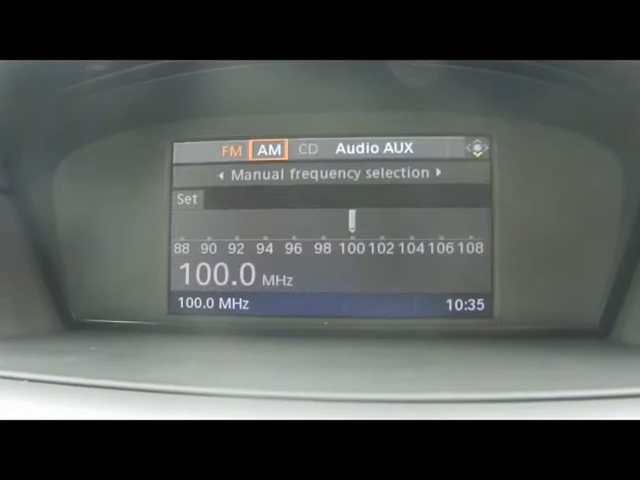 FM AM CD Audio AUX
Manual frequency selection
Set
88 90 92 94 96 98 100 102 104 106 108
100.0 MHz
100.0 MHz 10:35